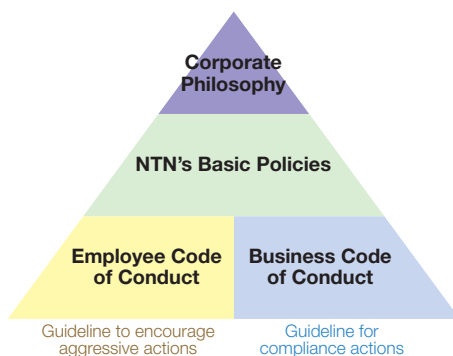 Corporate
Philosophy
NTN's Basic Policies
Employee Code
of Conduct
Business Code
of Conduct
Guideline to encourage
aggressive actions
Guideline for
compliance actions